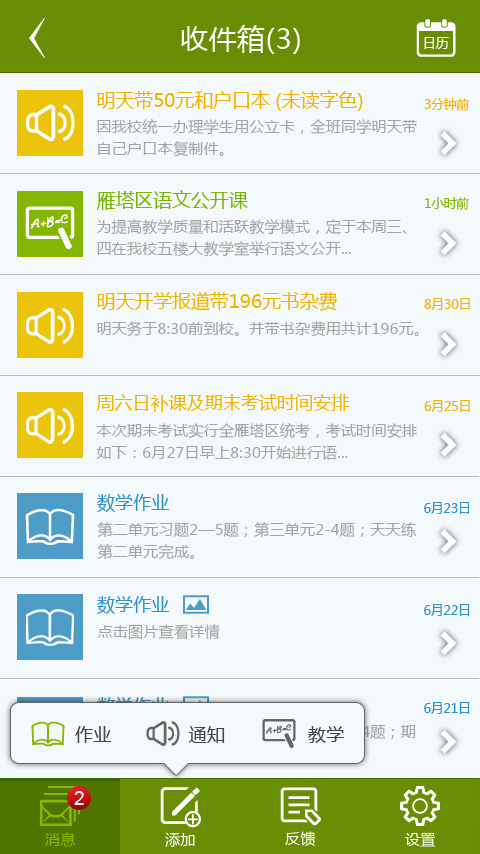 收件箱(3)
日历
明天带50元和户口本 (未读字色)
3分钟前
因我校统一办理学生用公立卡，全班同学明天带
自己户口本复制件。
雁塔区语文公开课
1小时前
A+B=C
为提高教学质量和活跃教学模式，定于本周三、
四在我校五楼大教学室举行语文公开...
明天开学报道带196元书杂费
8月30日
明天务于8:30前到校。并带书杂费用共计196元。
周六日补课及期末考试时间安排
6月25日
本次期末考试实行全雁塔区统考，考试时间安排
如下：6月27日早上8:30开始进行语...
数学作业
6月23日
第二单元习题2—5题；第三单元2-4题；天天练
第二单元完成。
数学作业
6月22日
点击图片查看详情
数学作业
6月21日
4题；期
作业
通知
A+B=C
教学
2
消息
添加
反馈
设置